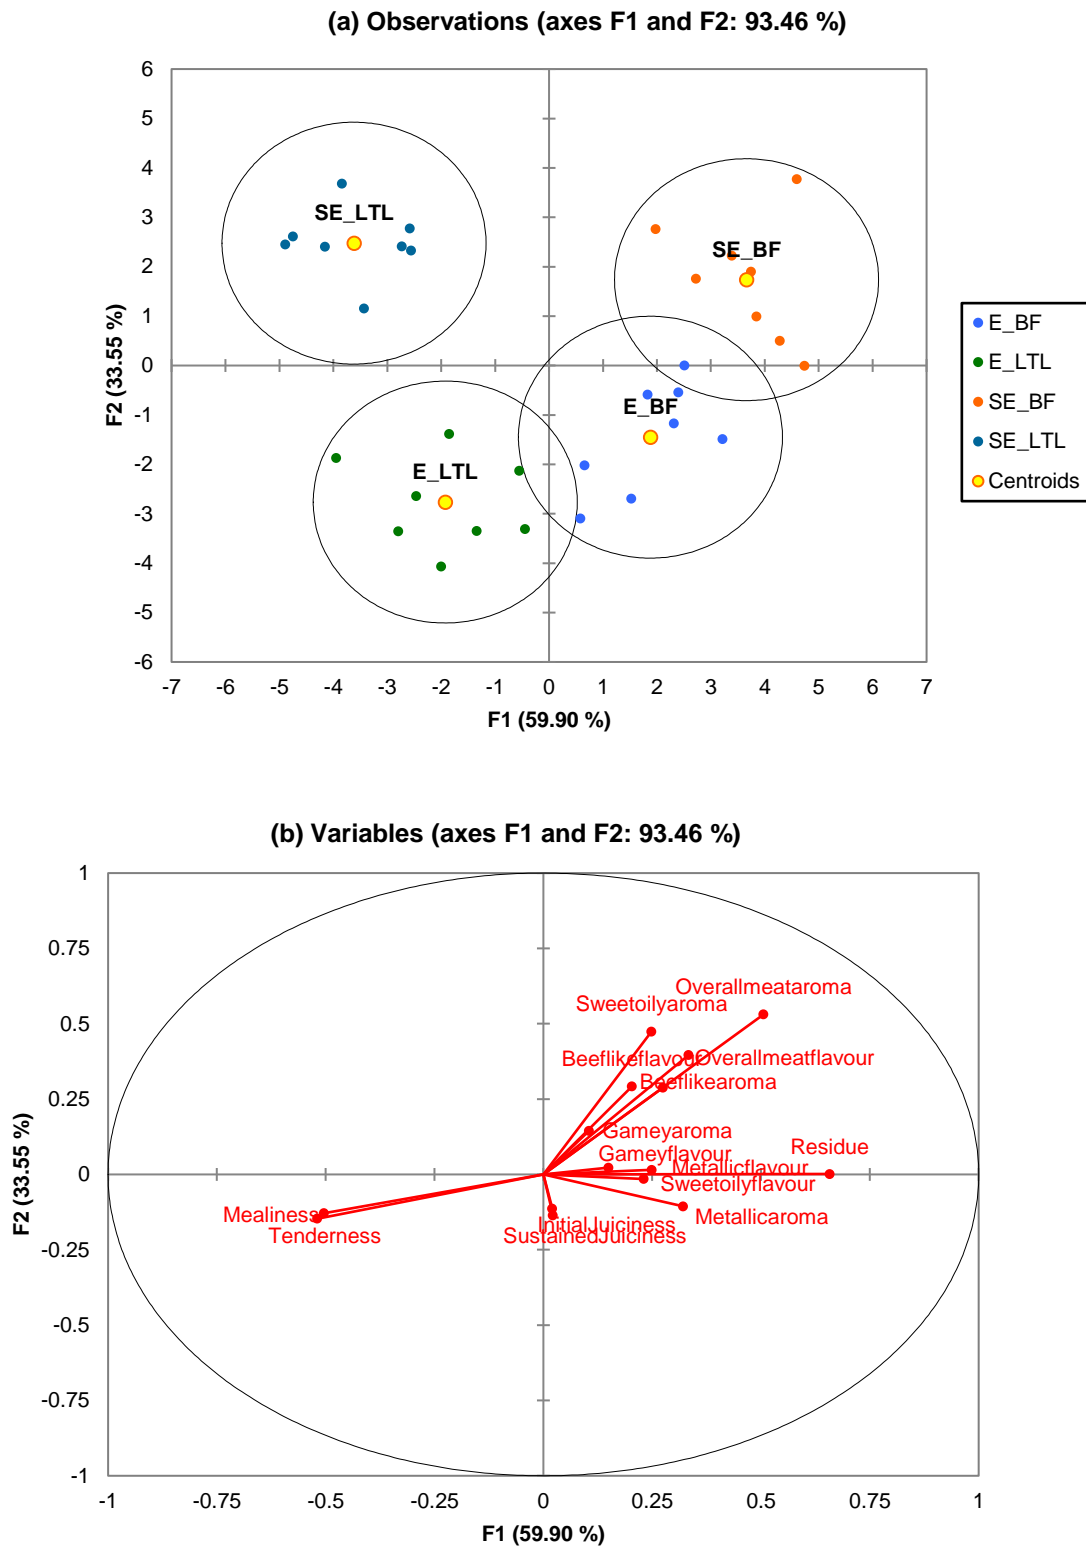 (a) Observations (axes F1 and F2: 93.46 %)
6
5
4
3
2
1
0
-1
-2
-3
-4
-5
-6
F2 (33.55 %)
SE_LTL
SE_BF
E_BF
E_LTL
-7 -6 -5 -4 -3 -2 -1 0 1 2 3 4 5 6 7
F1 (59.90 %)
E_BF
E_LTL
SE_BF
SE_LTL
Centroids
(b) Variables (axes F1 and F2: 93.46 %)
1
0.75
0.5
0.25
0
-0.25
-0.5
-0.75
-1
F2 (33.55 %)
Overallmeataroma
Sweetoilyaroma
Beeflikeflavour
Overallmeatflavour
Beeflikearoma
Gameyaroma
Residue
Gameyflavour
Metallicflavour
Sweetoilyflavour
Mealiness
Metallicaroma
InitialJuiciness
Tenderness
SustainedJuiciness
-1 -0.75 -0.5 -0.25 0 0.25 0.5 0.75 1
F1 (59.90 %)